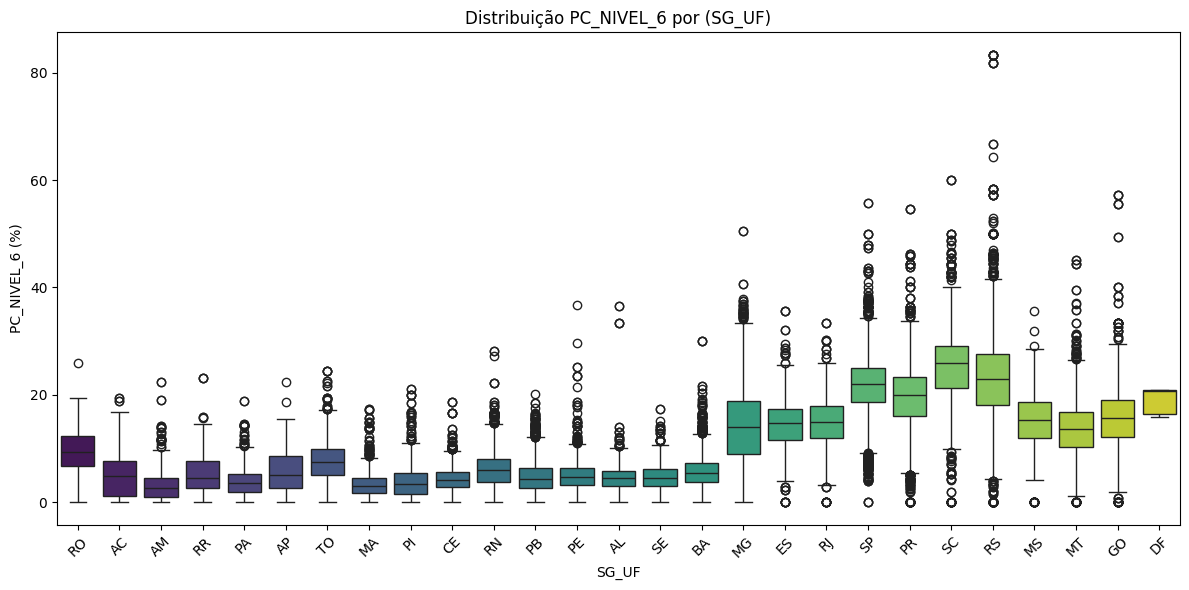 Distribuição PC_NIVEL_6 por (SG_UF)
PC_NIVEL_6 (%)
80
60
40
20
0
RO AC AM RR PA AP TO MA PI CE RN PB PE AL SE BA MG ES RJ SP PR SC RS MS MT GO DF
SG_UF